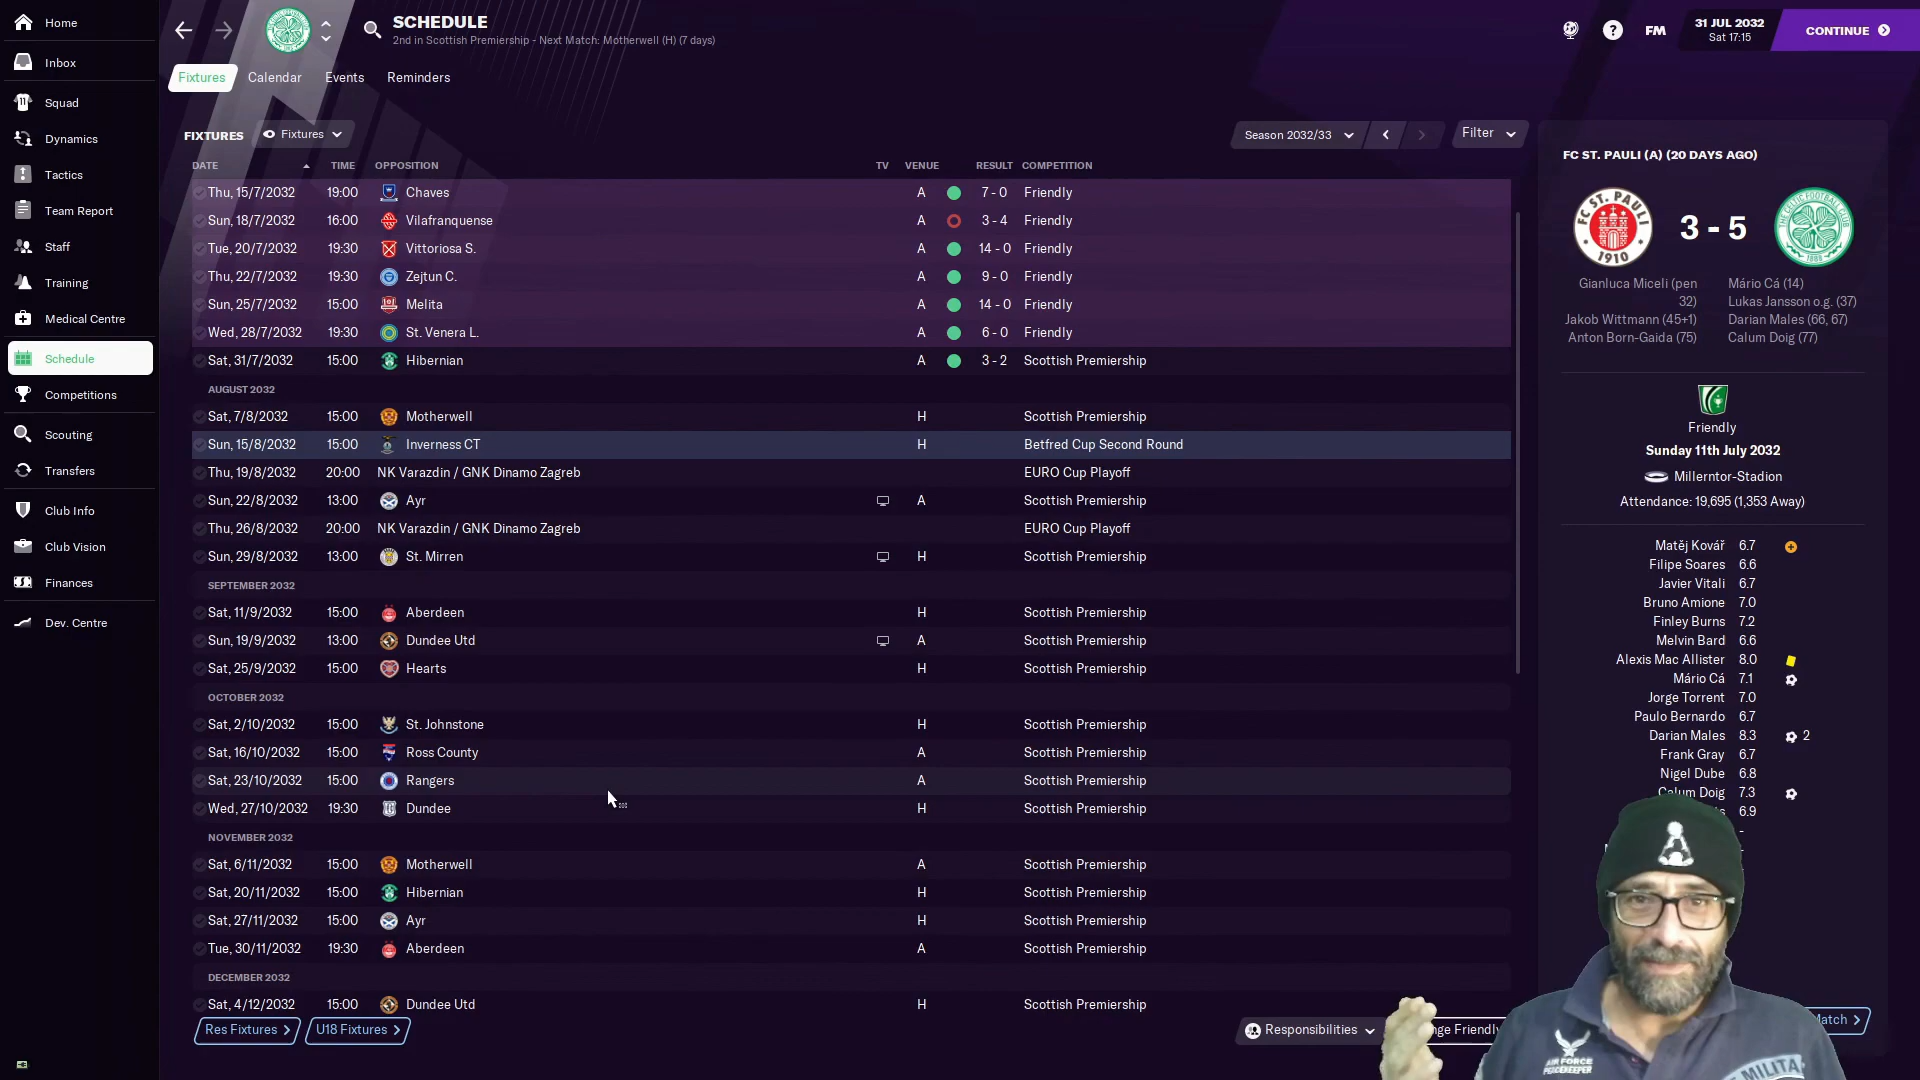 Home
Inbox
Squad
Dynamics
Tactics
Team Report
Staff
Training
Medical Centre
Schedule
Competitions
Scouting
Transfers
Club Info
Club Vision
Finances
Dev. Centre
SCHEDULE
2nd in Scottish Premiership - Next Match: Motherwell (H) (7 days)
FM
31 JUL 2032
Sat 17:15
CONTINUE
Fixtures Calendar Events Reminders
FIXTURES Fixtures Season 2032/33 Filter
DATE TIME OPPOSITION TV VENUE RESULT COMPETITION
Thu, 15/7/2032 19:00 Chaves A 7 - 0 Friendly
Sun, 18/7/2032 16:00 Vilafranquense A 3 - 4 Friendly
Tue, 20/7/2032 19:30 Vittoriosa S. A 14 - 0 Friendly
Thu, 22/7/2032 19:30 Zejtun C. A 9 - 0 Friendly
Sun, 25/7/2032 15:00 Melita A 14 - 0 Friendly
Wed, 28/7/2032 19:30 St. Venera L. A 6 - 0 Friendly
Sat, 31/7/2032 15:00 Hibernian A 3 - 2 Scottish Premiership
AUGUST 2032
Sat, 7/8/2032 15:00 Motherwell H Scottish Premiership
Sun, 15/8/2032 15:00 Inverness CT H Betfred Cup Second Round
Thu, 19/8/2032 20:00 NK Varazdin / GNK Dinamo Zagreb EURO Cup Playoff
Sun, 22/8/2032 13:00 Ayr A Scottish Premiership
Thu, 26/8/2032 20:00 NK Varazdin / GNK Dinamo Zagreb EURO Cup Playoff
Sun, 29/8/2032 13:00 St. Mirren H Scottish Premiership
SEPTEMBER 2032
Sat, 11/9/2032 15:00 Aberdeen H Scottish Premiership
Sun, 19/9/2032 13:00 Dundee Utd A Scottish Premiership
Sat, 25/9/2032 15:00 Hearts H Scottish Premiership
OCTOBER 2032
Sat, 2/10/2032 15:00 St. Johnstone H Scottish Premiership
Sat, 16/10/2032 15:00 Ross County A Scottish Premiership
Sat, 23/10/2032 15:00 Rangers A Scottish Premiership
Wed, 27/10/2032 19:30 Dundee H Scottish Premiership
NOVEMBER 2032
Sat, 6/11/2032 15:00 Motherwell A Scottish Premiership
Sat, 20/11/2032 15:00 Hibernian H Scottish Premiership
Sat, 27/11/2032 15:00 Ayr H Scottish Premiership
Tue, 30/11/2032 19:30 Aberdeen A Scottish Premiership
DECEMBER 2032
Sat, 4/12/2032 15:00 Dundee Utd H Scottish Premiership
Res Fixtures U18 Fixtures Responsibilities nge Friendly
FC ST. PAULI (A) (20 DAYS AGO)
FC ST. PAULI
1910
THE CELTIC FOOTBALL CLUB
1888
3 - 5
Gianluca Miceli (pen
32)
Jakob Wittmann (45+1)
Anton Born-Gaida (75)
Mário Cá (14)
Lukas Jansson o.g. (37)
Darian Males (66, 67)
Calum Doig (77)
Friendly
Sunday 11th July 2032
Millerntor-Stadion
Attendance: 19,695 (1,353 Away)
Matěj Kovář 6.7
Filipe Soares 6.6
Javier Vitali 6.7
Bruno Amione 7.0
Finley Burns 7.2
Melvin Bard 6.6
Alexis Mac Allister 8.0
Mário Cá 7.1
Jorge Torrent 7.0
Paulo Bernardo 6.7
Darian Males 8.3 2
Frank Gray 6.7
Nigel Dube 6.8
Calum Doig 7.3
6.9
Match
AIR FORCE
MILITA